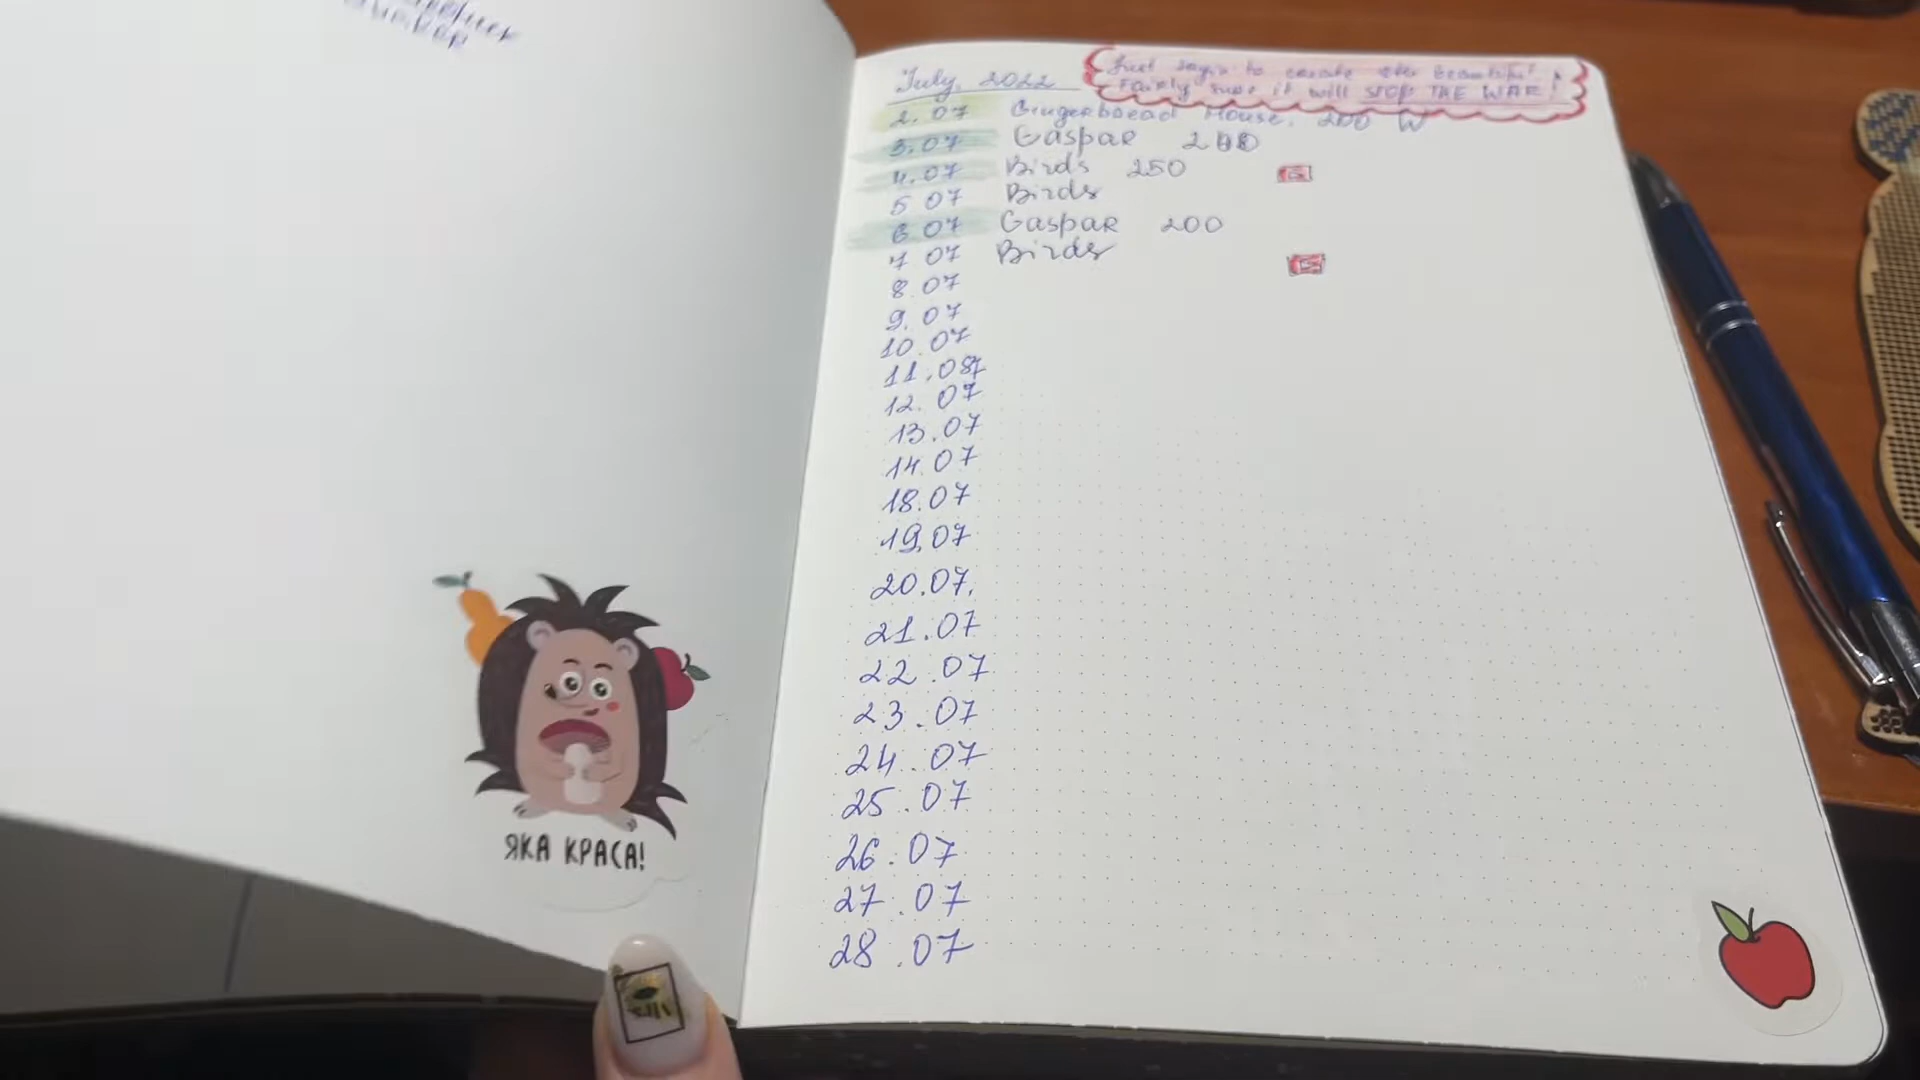 July, 2022
Just begin to create the beautiful!
Fairly sure it will STOP THE WAR!
2.07 Gingerbread House. 200 W
3.07 Gaspar 200
4.07 Birds 250
5 07 Birds
6.07 Gaspar 200
7 07 Birds
8.07
9.07
10.07
11.07
12.07
13.07
14.07
18.07
19.07
20.07.
21.07
22.07
23.07
24.07
25.07
26.07
27.07
28.07
ЯКА КРАСА!